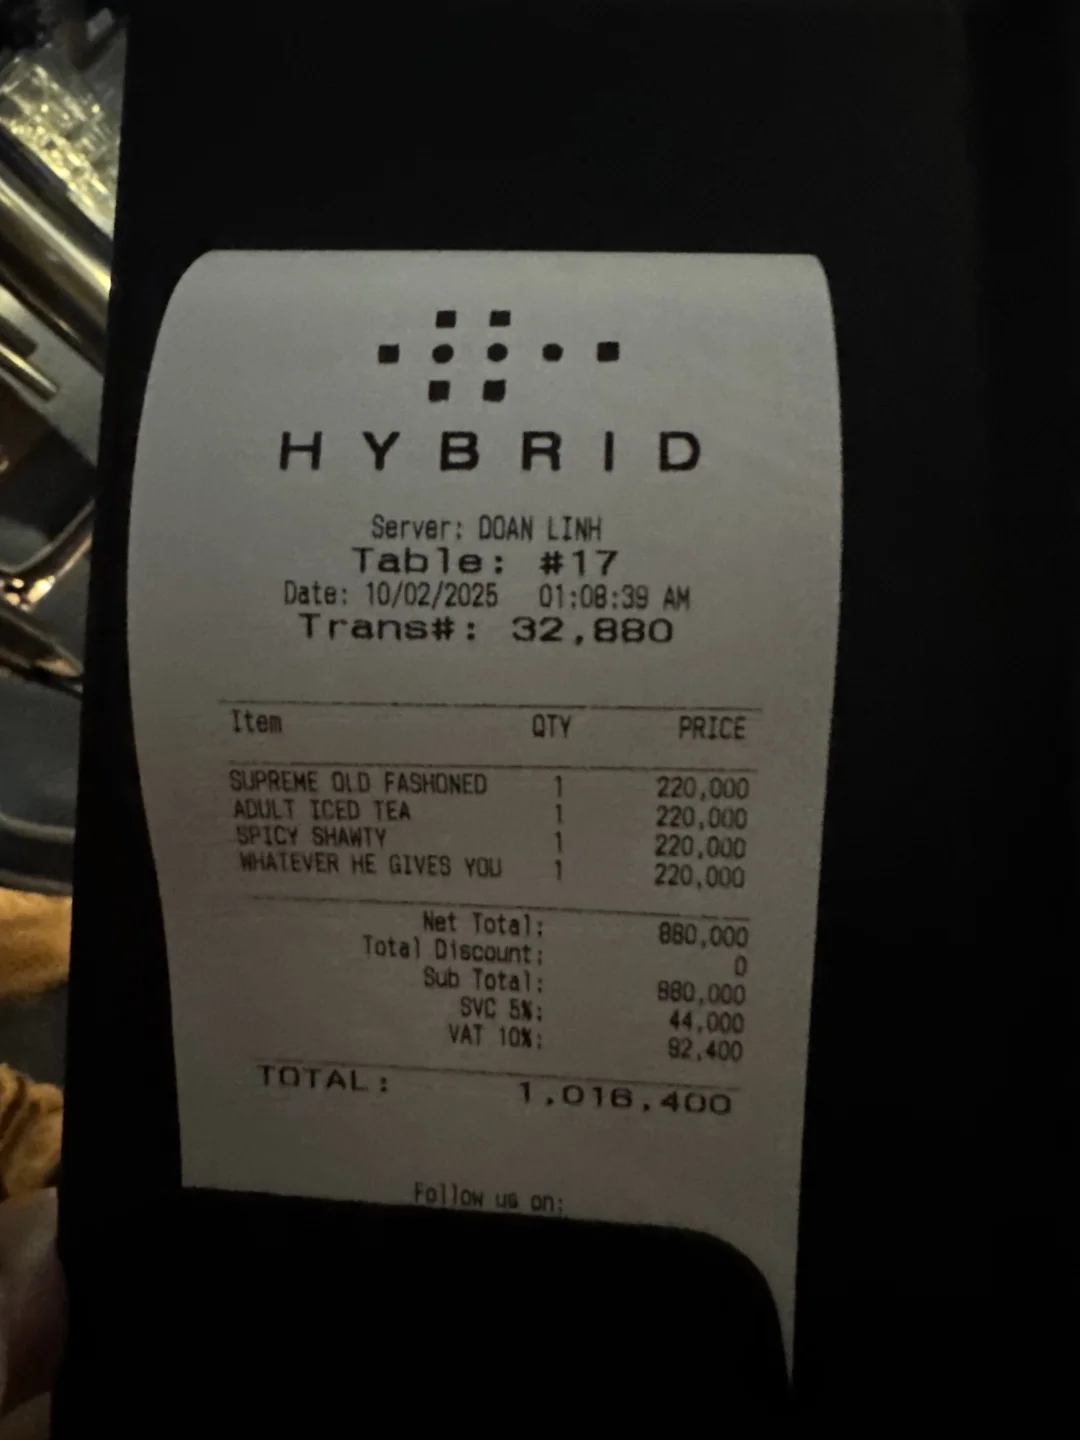 HYBRID
Server: DOAN LINH
Table: #17
Date: 10/02/2025 01:08:39 AM
Trans#: 32,880
Item QTY PRICE
SUPREME OLD FASHONED 1 220,000
ADULT ICED TEA 1 220,000
SPICY SHAWTY 1 220,000
WHATEVER HE GIVES YOU 1 220,000
Net Total: 880,000
Total Discount: 0
Sub Total: 880,000
SVC 5%: 44,000
VAT 10%: 92,400
TOTAL: 1,016,400
Follow us on: